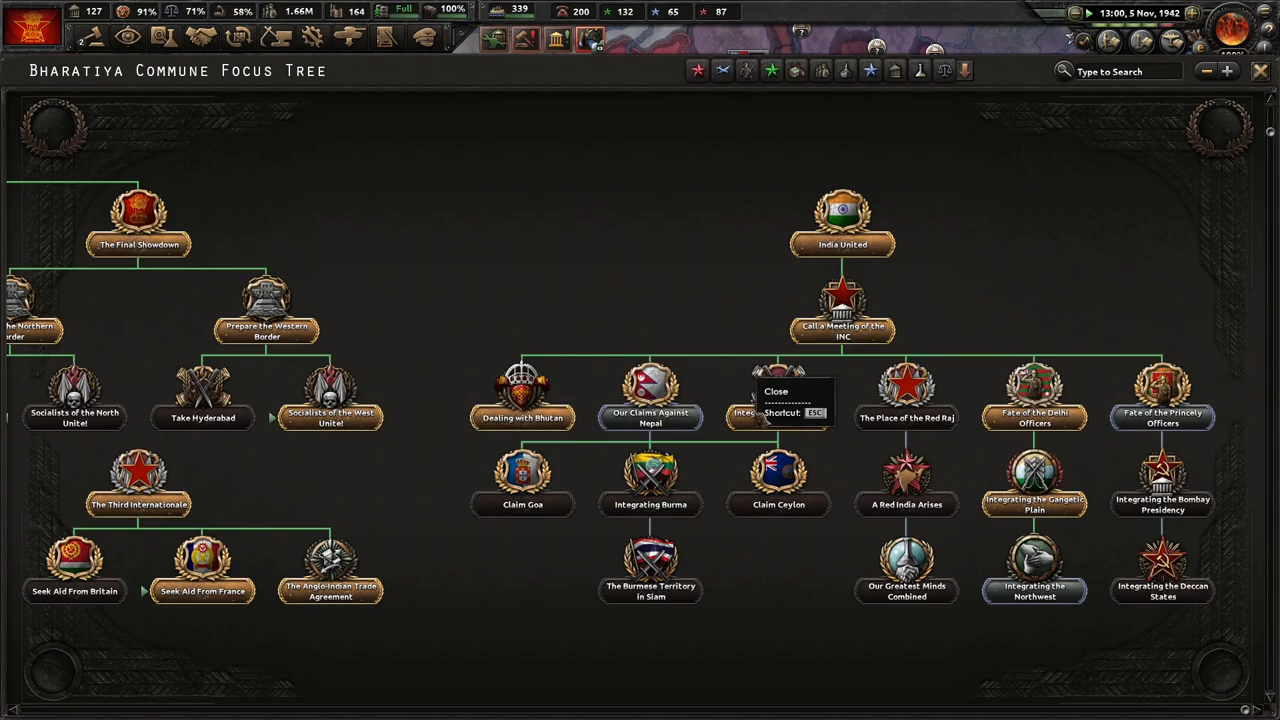 127
91%
71%
58%
1.66M
164
Full
100%
339
200
132
65
87
13:00, 5 Nov, 1942
2
BHARATIYA COMMUNE FOCUS TREE
Type to Search
The Final Showdown
India United
he Northern
order
Prepare the Western
Border
Call a Meeting of the
INC
Socialists of the North
Unite!
Take Hyderabad
Socialists of the West
Unite!
Dealing with Bhutan
Our Claims Against
Nepal
Integ
Close
------------
Shortcut: ESC
The Place of the Red Raj
Fate of the Delhi
Officers
Fate of the Princely
Officers
The Third Internationale
Claim Goa
Integrating Burma
Claim Ceylon
A Red India Arises
Integrating the Gangetic
Plain
Integrating the Bombay
Presidency
Seek Aid From Britain
Seek Aid From France
The Anglo-Indian Trade
Agreement
The Burmese Territory
in Siam
Our Greatest Minds
Combined
Integrating the
Northwest
Integrating the Deccan
States